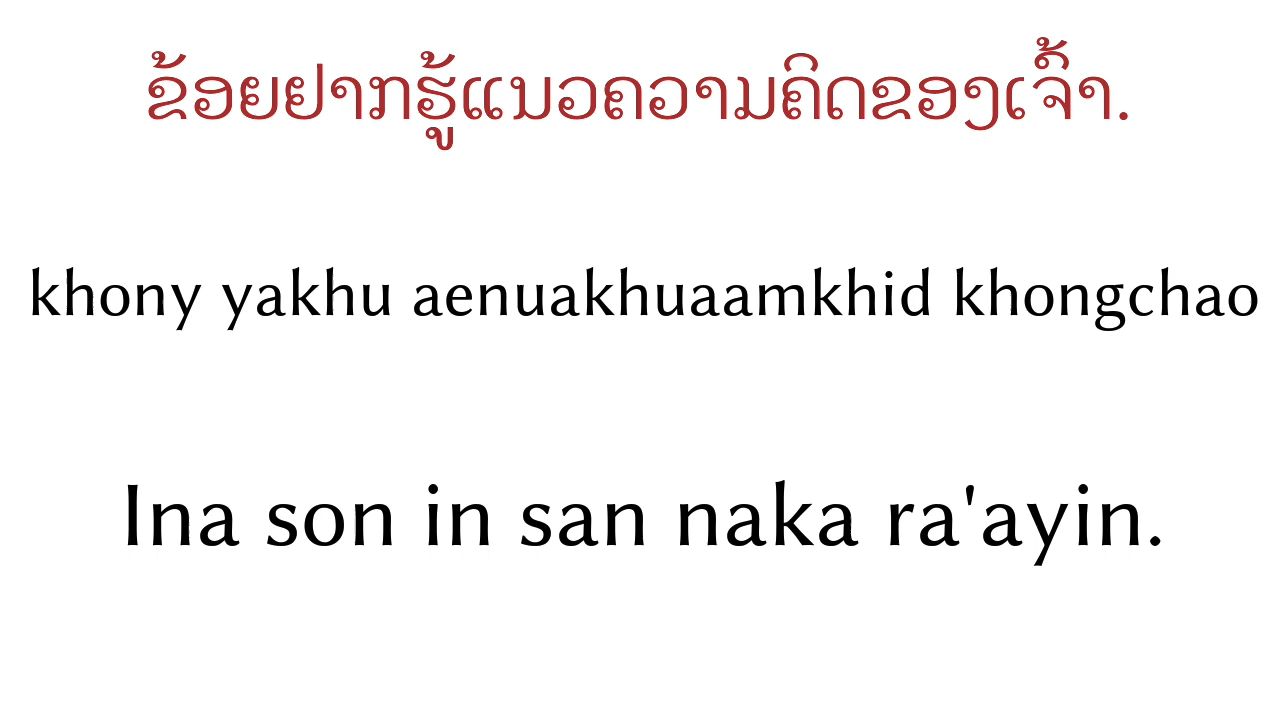 ຂ້ອຍຢາກຮູ້ແນວຄວາມຄິດຂອງເຈົ້າ.
khony yakhu aenuakhuaamkhid khongchao
Ina son in san naka ra'ayin.